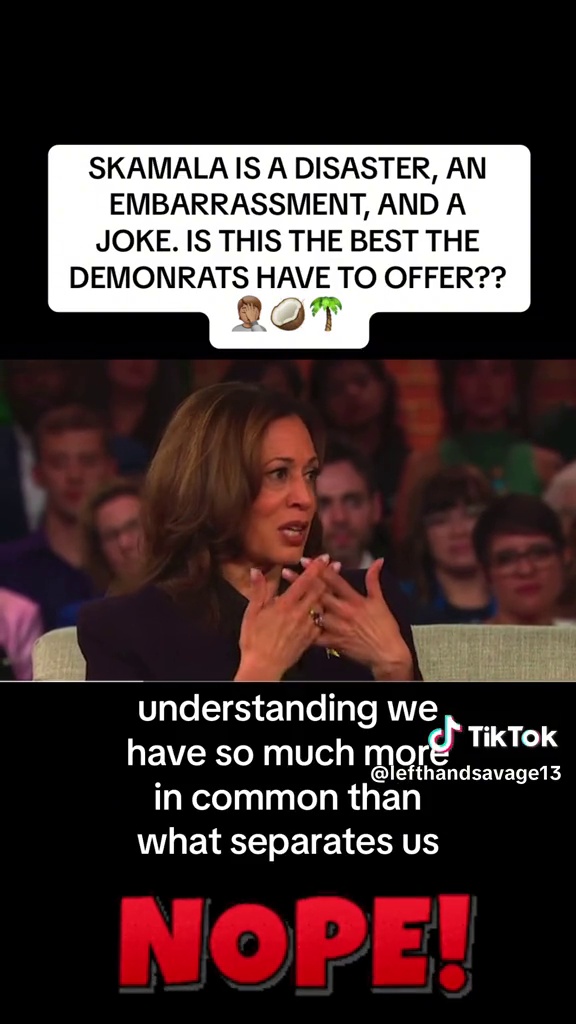 SKAMALA IS A DISASTER, AN
EMBARRASSMENT, AND A
JOKE. IS THIS THE BEST THE
DEMONRATS HAVE TO OFFER??
🤦🏽🥥🌴
understanding we
have so much more
in common than
what separates us
TikTok
@lefthandsavage13
NOPE!